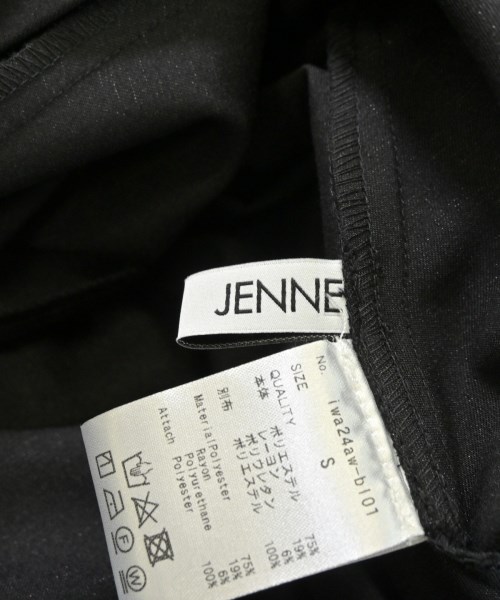 JENNE
No. iwa24aw-bl01
SIZE S
QUALITY
本体 ポリエステル 75%
レーヨン 19%
ポリウレタン 6%
別布 ポリエステル 100%
Material Polyester 75%
Rayon 19%
Polyurethane 6%
Attach Polyester 100%
F
W